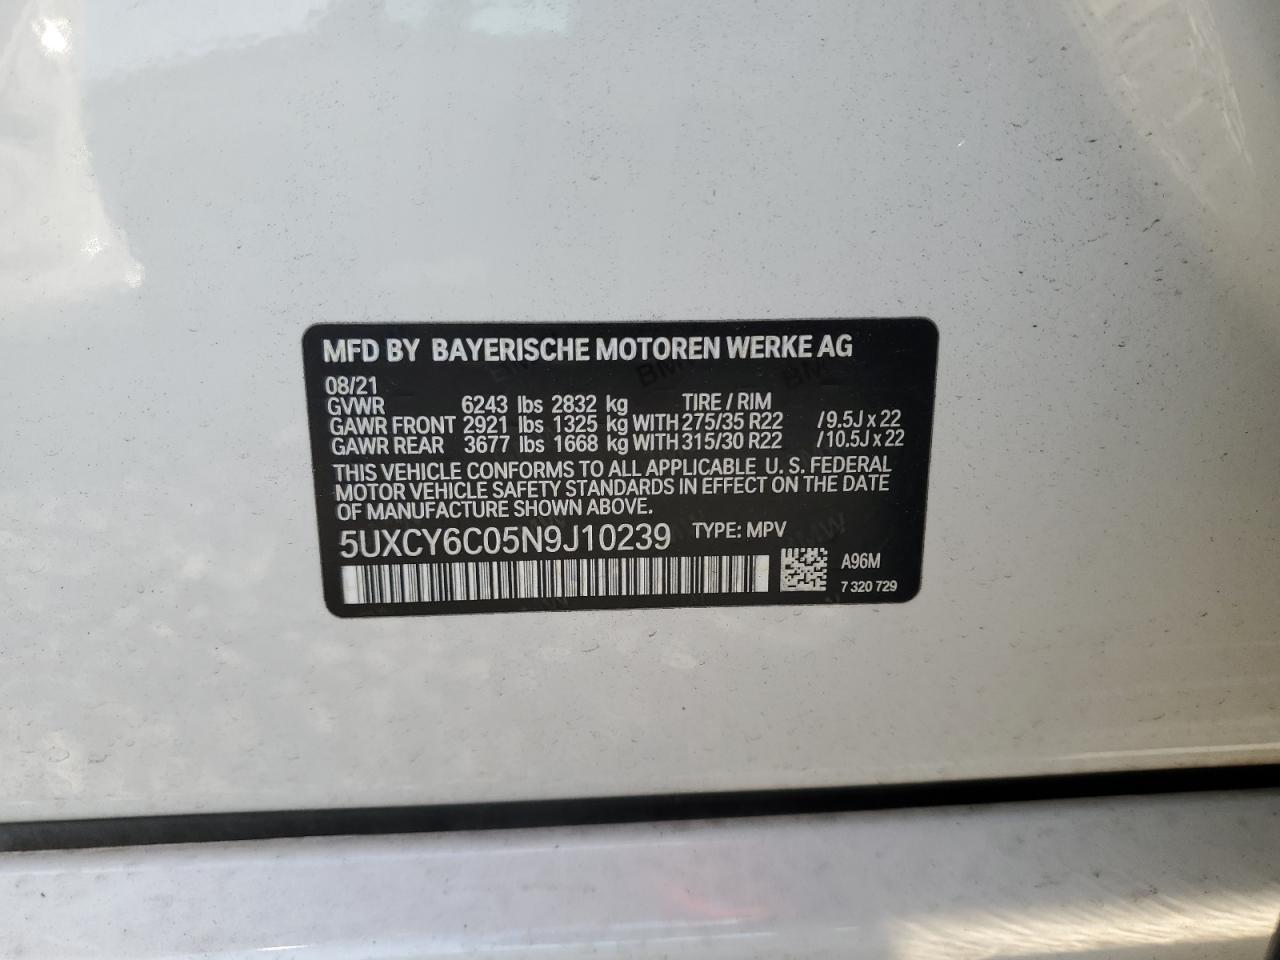 MFD BY BAYERISCHE MOTOREN WERKE AG
08/21
GVWR 6243 lbs 2832 kg TIRE / RIM
GAWR FRONT 2921 lbs 1325 kg WITH 275/35 R22 /9.5J x 22
GAWR REAR 3677 lbs 1668 kg WITH 315/30 R22 /10.5J x 22
THIS VEHICLE CONFORMS TO ALL APPLICABLE U. S. FEDERAL
MOTOR VEHICLE SAFETY STANDARDS IN EFFECT ON THE DATE
OF MANUFACTURE SHOWN ABOVE.
5UXCY6C05N9J10239 TYPE: MPV
A96M
7 320 729